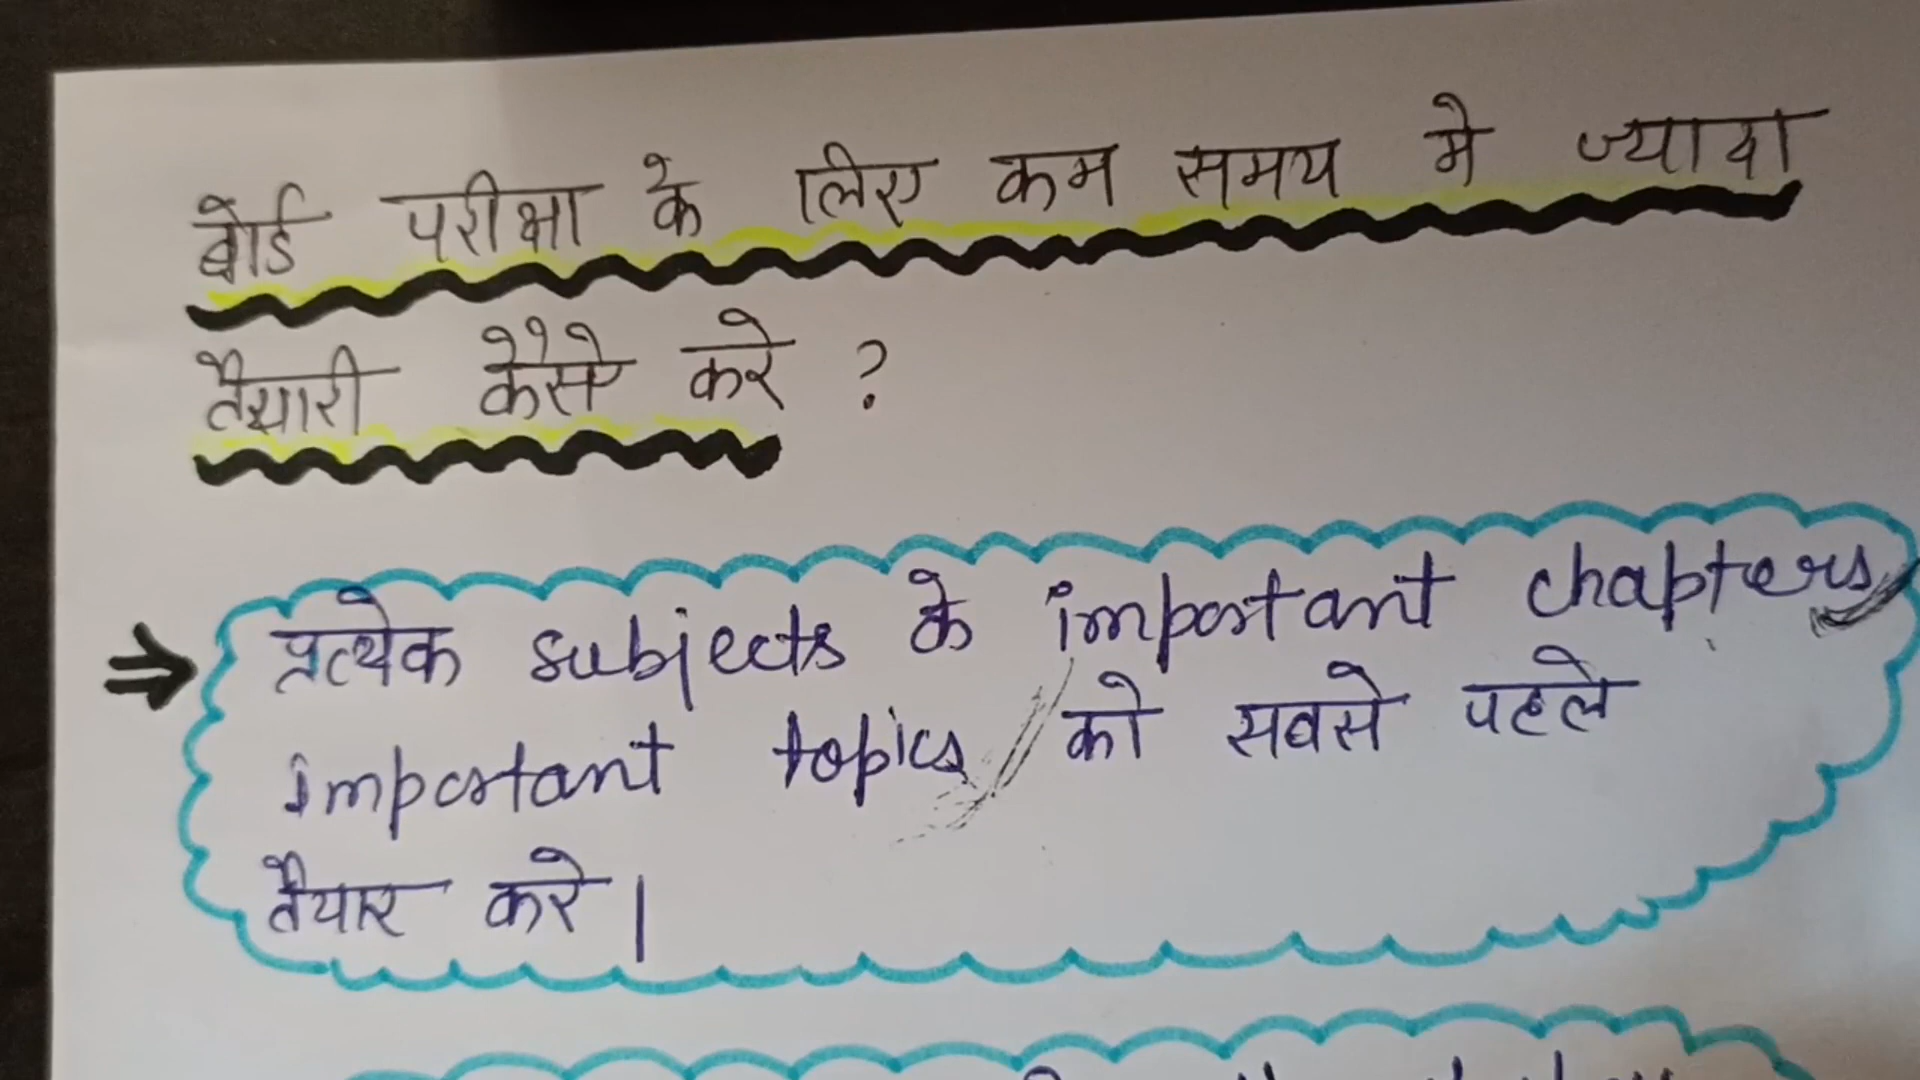 बोर्ड परीक्षा के लिए कम समय मे ज्यादा
तैयारी कैसे करे ?
प्रत्येक subjects के important chapters,
important topics, को सबसे पहले
तैयार करे |